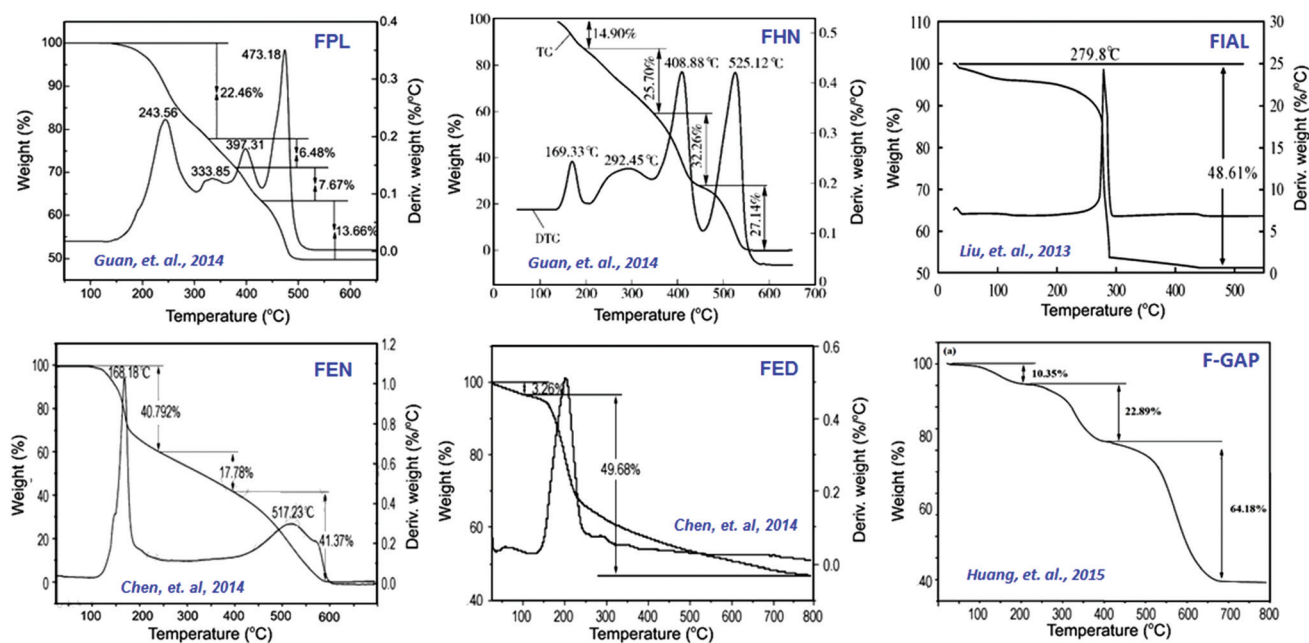 FPL
Weight (%)
100
90
80
70
60
50
243.56
333.85
397.31
473.18
22.46%
6.48%
7.67%
13.66%
0.4
0.3
0.2
0.1
0.0
Deriv. weight (%/°C)
Guan, et. al., 2014
0 100 200 300 400 500 600
Temperature (°C)
FHN
Weight (%)
100
80
60
40
20
0
TG
DTG
14.90%
25.70%
32.26%
27.14%
169.33°C
292.45°C
408.88°C
525.12°C
0.5
0.4
0.3
0.2
0.1
0.0
Deriv. weight (%/°C)
Guan, et. al., 2014
0 100 200 300 400 500 600 700
Temperature (°C)
FIAL
Weight (%)
110
100
90
80
70
60
50
279.8°C
48.61%
30
25
20
15
10
5
0
Deriv. weight (%/°C)
Liu, et. al., 2013
0 100 200 300 400 500
Temperature (°C)
FEN
Weight (%)
100
80
60
40
20
0
168.18°C
40.792%
17.78%
517.23°C
41.37%
1.2
1.0
0.8
0.6
0.4
0.2
0.0
Deriv. weight (%/°C)
Chen, et. al, 2014
100 200 300 400 500 600
Temperature (°C)
FED
Weight (%)
100
80
60
40
3.26%
49.68%
0.6
0.4
0.2
0.0
Deriv. weight (%/°C)
Chen, et. al, 2014
100 200 300 400 500 600 700 800
Temperature (°C)
(a)
F-GAP
Weight (%)
100
80
60
40
10.35%
22.89%
64.18%
Huang, et. al., 2015
0 100 200 300 400 500 600 700 800
Temperature (°C)